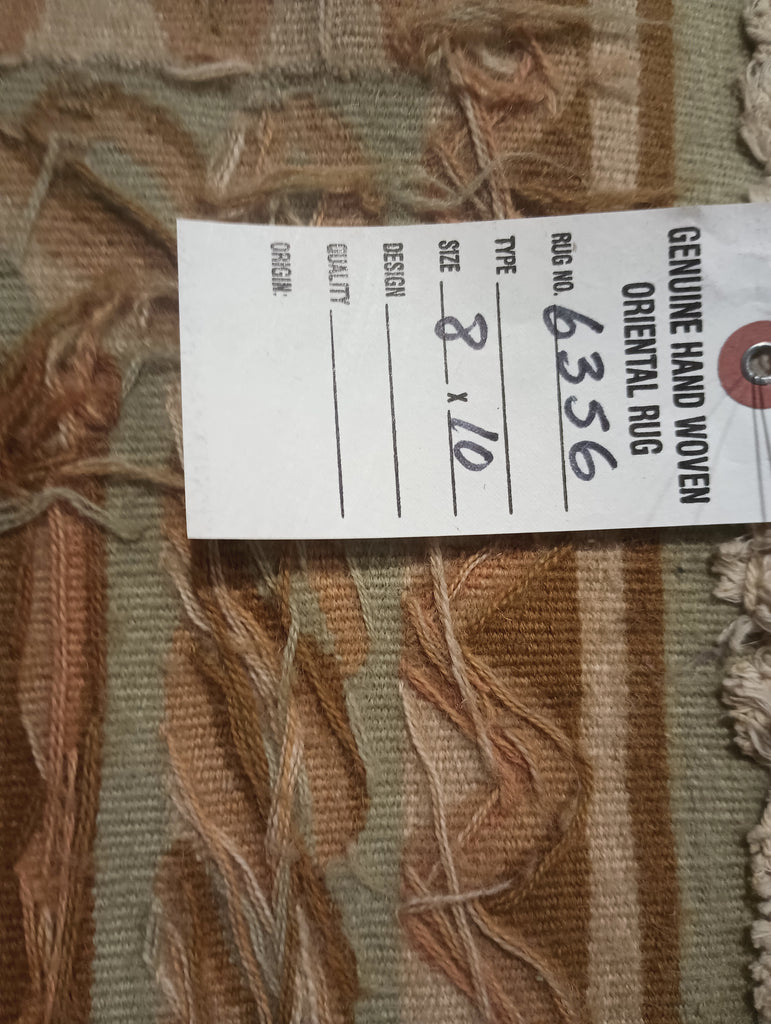 GENUINE HAND WOVEN
ORIENTAL RUG
RUG NO. 6356
TYPE
SIZE 8 X 10
DESIGN
QUALITY
ORIGIN: